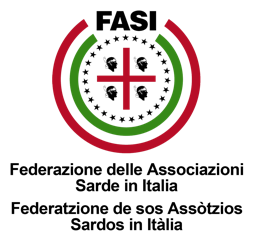 FASI
Federazione delle Associazioni
Sarde in Italia
Federatzione de sos Assòtzios
Sardos in Itàlia